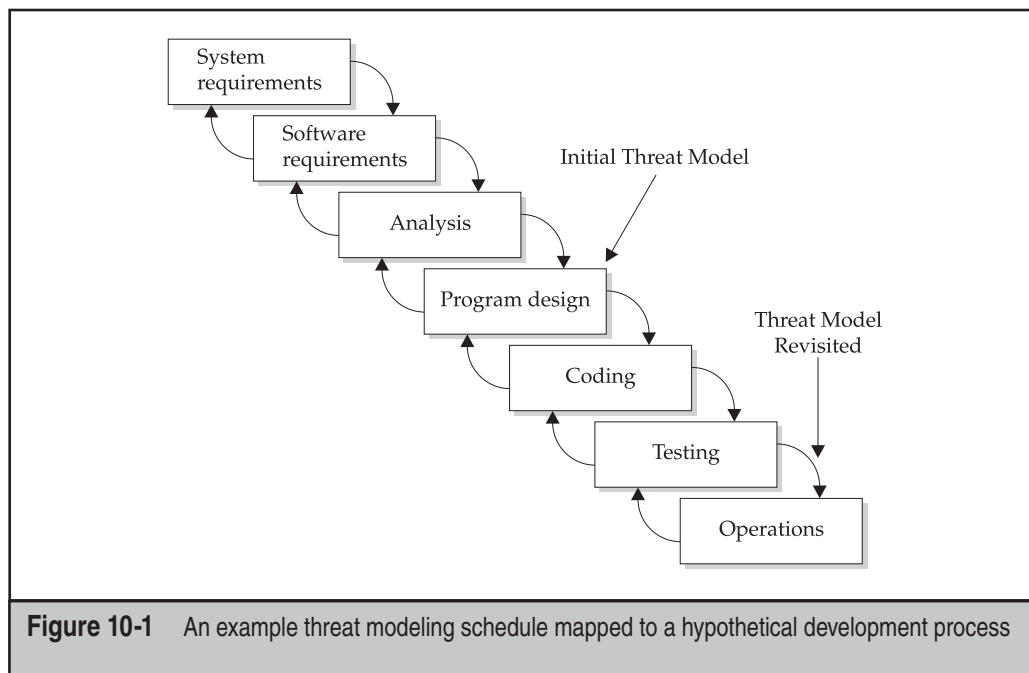 System
requirements
Software
requirements
Initial Threat Model
Analysis
Program design
Threat Model
Revisited
Coding
Testing
Operations
Figure 10-1 An example threat modeling schedule mapped to a hypothetical development process